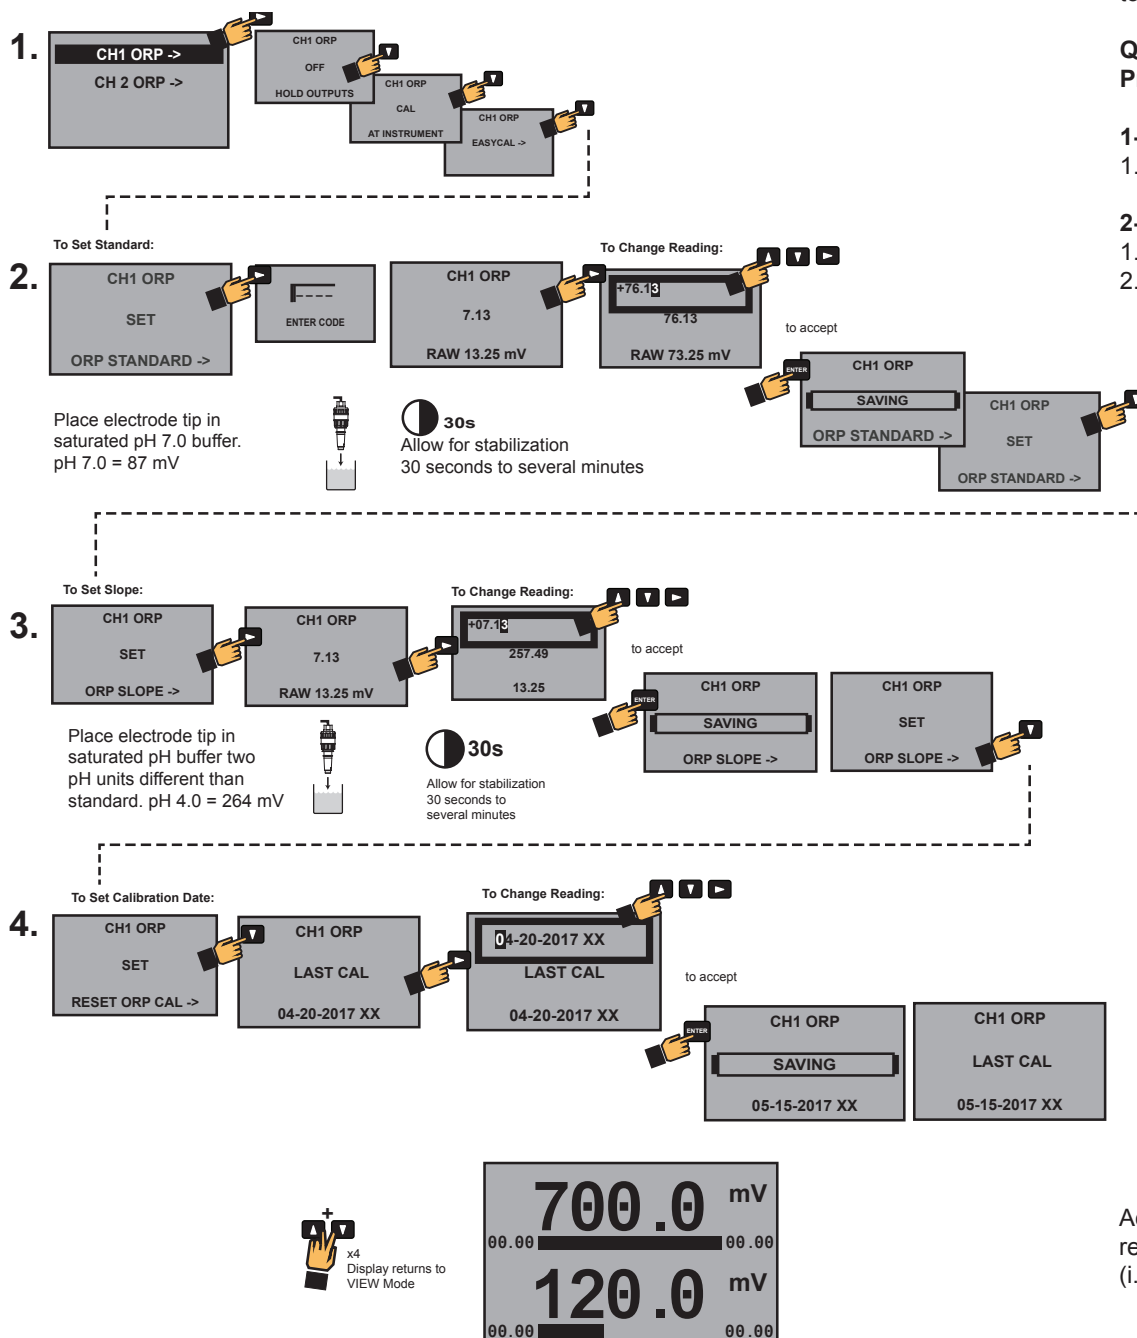 1.
CH1 ORP ->
CH 2 ORP ->
CH1 ORP
OFF
HOLD OUTPUTS
CH1 ORP
CAL
AT INSTRUMENT
CH1 ORP
EASYCAL ->
Q
1-
1.
2-
1.
2.
To Set Standard:
2.
CH1 ORP
SET
ORP STANDARD ->
ENTER CODE
CH1 ORP
7.13
RAW 13.25 mV
To Change Reading:
+76.13
76.13
RAW 73.25 mV
to accept
ENTER
CH1 ORP
SAVING
ORP STANDARD ->
CH1 ORP
SET
ORP STANDARD ->
Place electrode tip in
saturated pH 7.0 buffer.
pH 7.0 = 87 mV
30s
Allow for stabilization
30 seconds to several minutes
To Set Slope:
3.
CH1 ORP
SET
ORP SLOPE ->
CH1 ORP
7.13
RAW 13.25 mV
To Change Reading:
+07.13
257.49
13.25
to accept
ENTER
CH1 ORP
SAVING
ORP SLOPE ->
CH1 ORP
SET
ORP SLOPE ->
Place electrode tip in
saturated pH buffer two
pH units different than
standard. pH 4.0 = 264 mV
30s
Allow for stabilization
30 seconds to
several minutes
To Set Calibration Date:
4.
CH1 ORP
SET
RESET ORP CAL ->
CH1 ORP
LAST CAL
04-20-2017 XX
To Change Reading:
04-20-2017 XX
LAST CAL
04-20-2017 XX
to accept
ENTER
CH1 ORP
SAVING
05-15-2017 XX
CH1 ORP
LAST CAL
05-15-2017 XX
+
x4
Display returns to
VIEW Mode
700.0 mV
00.00 00.00
120.0 mV
00.00 00.00
re
(i.